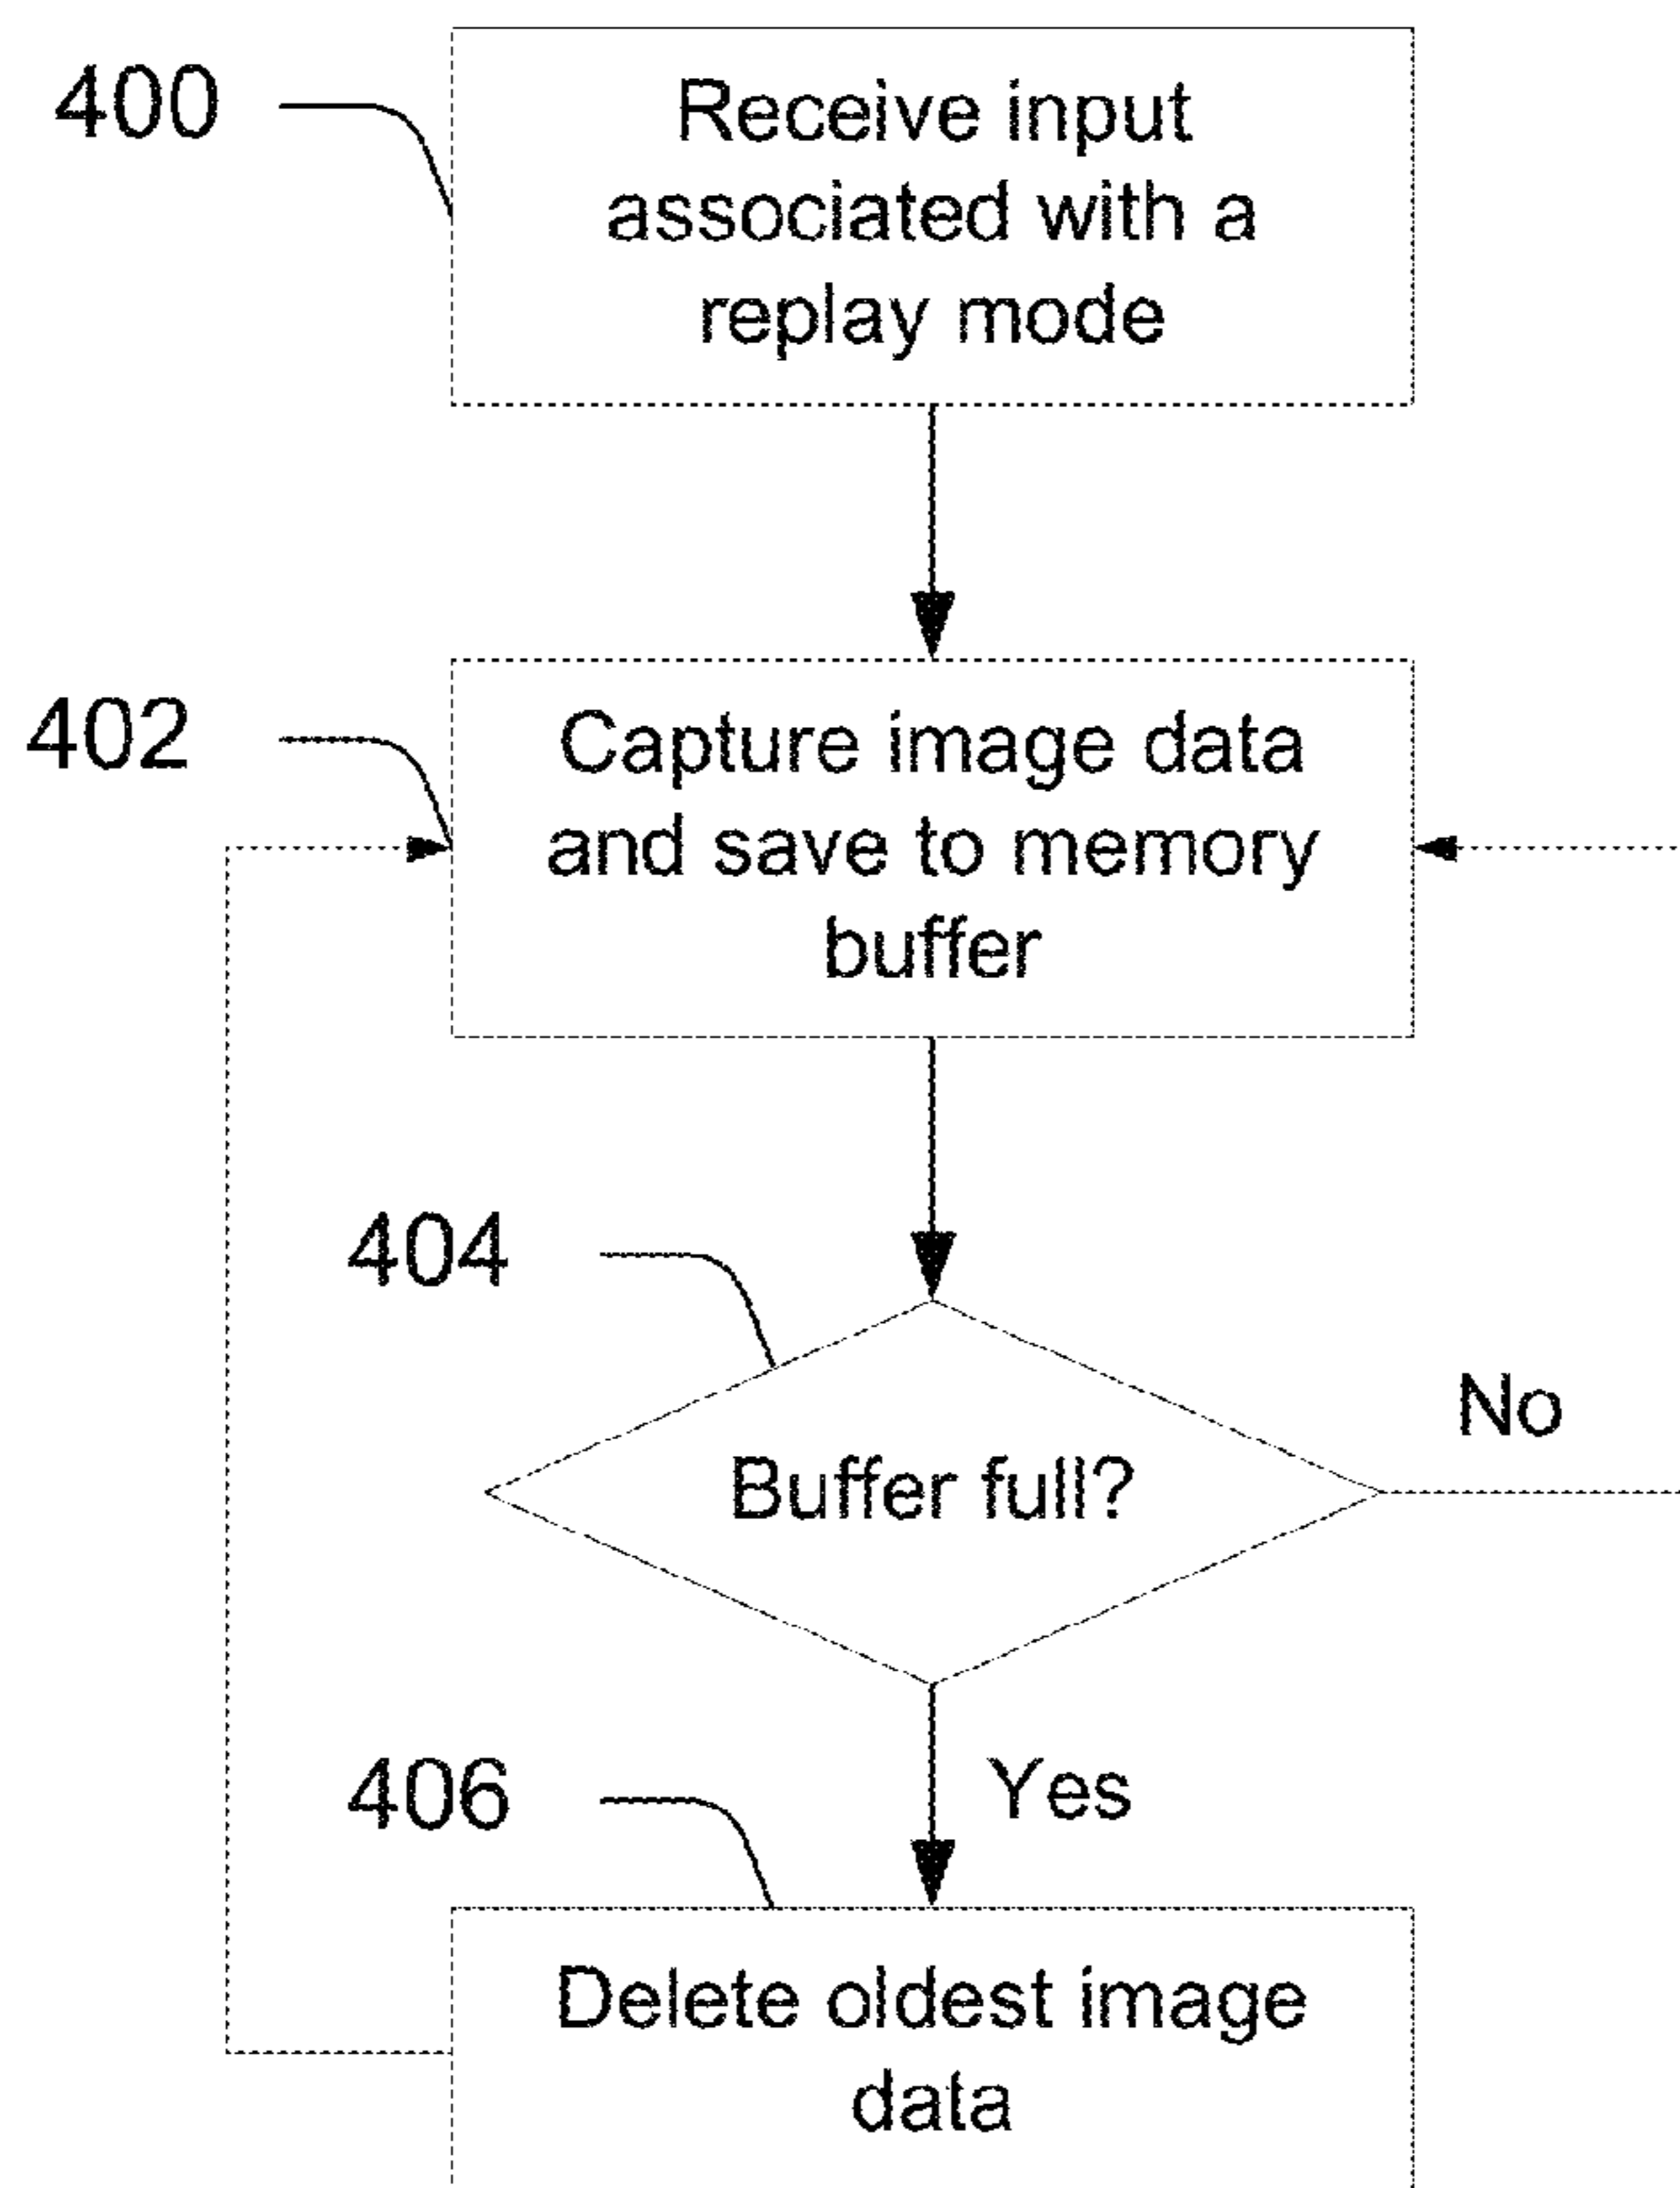 400
Receive input
associated with a
replay mode
402
Capture image data
and save to memory
buffer
404
Buffer full?
No
Yes
406
Delete oldest image
data